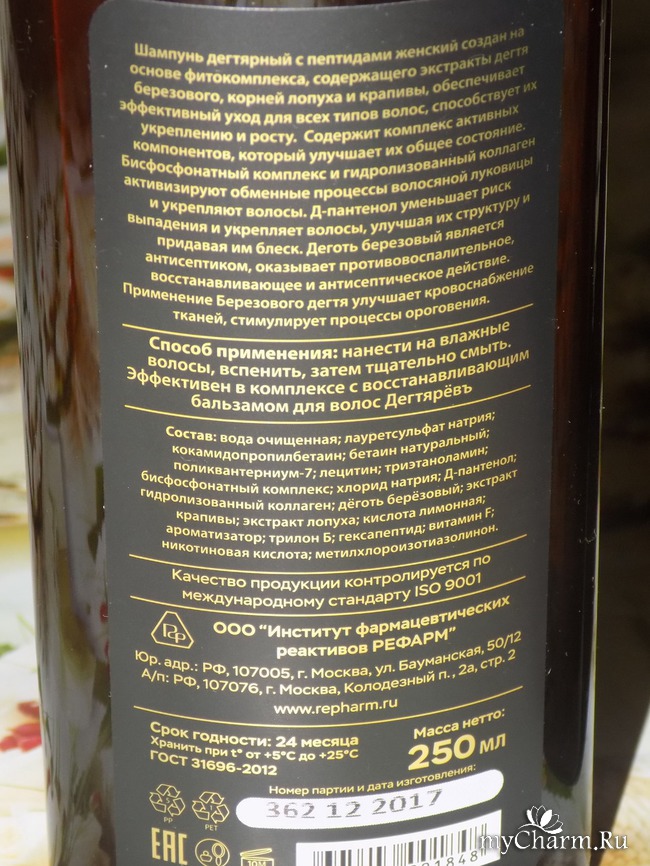 Шампунь дегтярный с пептидами женский создан на
основе фитокомплекса, содержащего экстракты дегтя
березового, корней лопуха и крапивы, обеспечивает
эффективный уход для всех типов волос, способствует их
укреплению и росту. Содержит комплекс активных
компонентов, который улучшает их общее состояние.
Бисфосфонатный комплекс и гидролизованный коллаген
активизируют обменные процессы волосяной луковицы
и укрепляют волосы. Д-пантенол уменьшает риск
выпадения и укрепляет волосы, улучшая их структуру и
придавая им блеск. Деготь березовый является
антисептиком, оказывает противовоспалительное,
восстанавливающее и антисептическое действие.
Применение Березового дегтя улучшает кровоснабжение
тканей, стимулирует процессы ороговения.
Способ применения: нанести на влажные
волосы, вспенить, затем тщательно смыть.
Эффективен в комплексе с восстанавливающим
бальзамом для волос Дегтярёвъ
Состав: вода очищенная; лауретсульфат натрия;
кокамидопропилбетаин; бетаин натуральный;
поликватерниум-7; лецитин; триэтаноламин;
бисфосфонатный комплекс; хлорид натрия; Д-пантенол;
гидролизованный коллаген; дёготь берёзовый; экстракт
крапивы; экстракт лопуха; кислота лимонная;
ароматизатор; трилон Б; гексапептид; витамин F;
никотиновая кислота; метилхлороизотиазолинон.
Качество продукции контролируется по
международному стандарту ISO 9001
ООО "Институт фармацевтических
реактивов РЕФАРМ"
Юр. адр.: РФ, 107005, г. Москва, ул. Бауманская, 50/12
А/п: РФ, 107076, г. Москва, Колодезный п., 2а, стр. 2
www.repharm.ru
Срок годности: 24 месяца
Хранить при t° от +5°C до +25°C
ГОСТ 31696-2012
Масса нетто:
250 мл
Номер партии и дата изготовления:
362 12 2017
PP
PET
EAC
myCharm.Ru